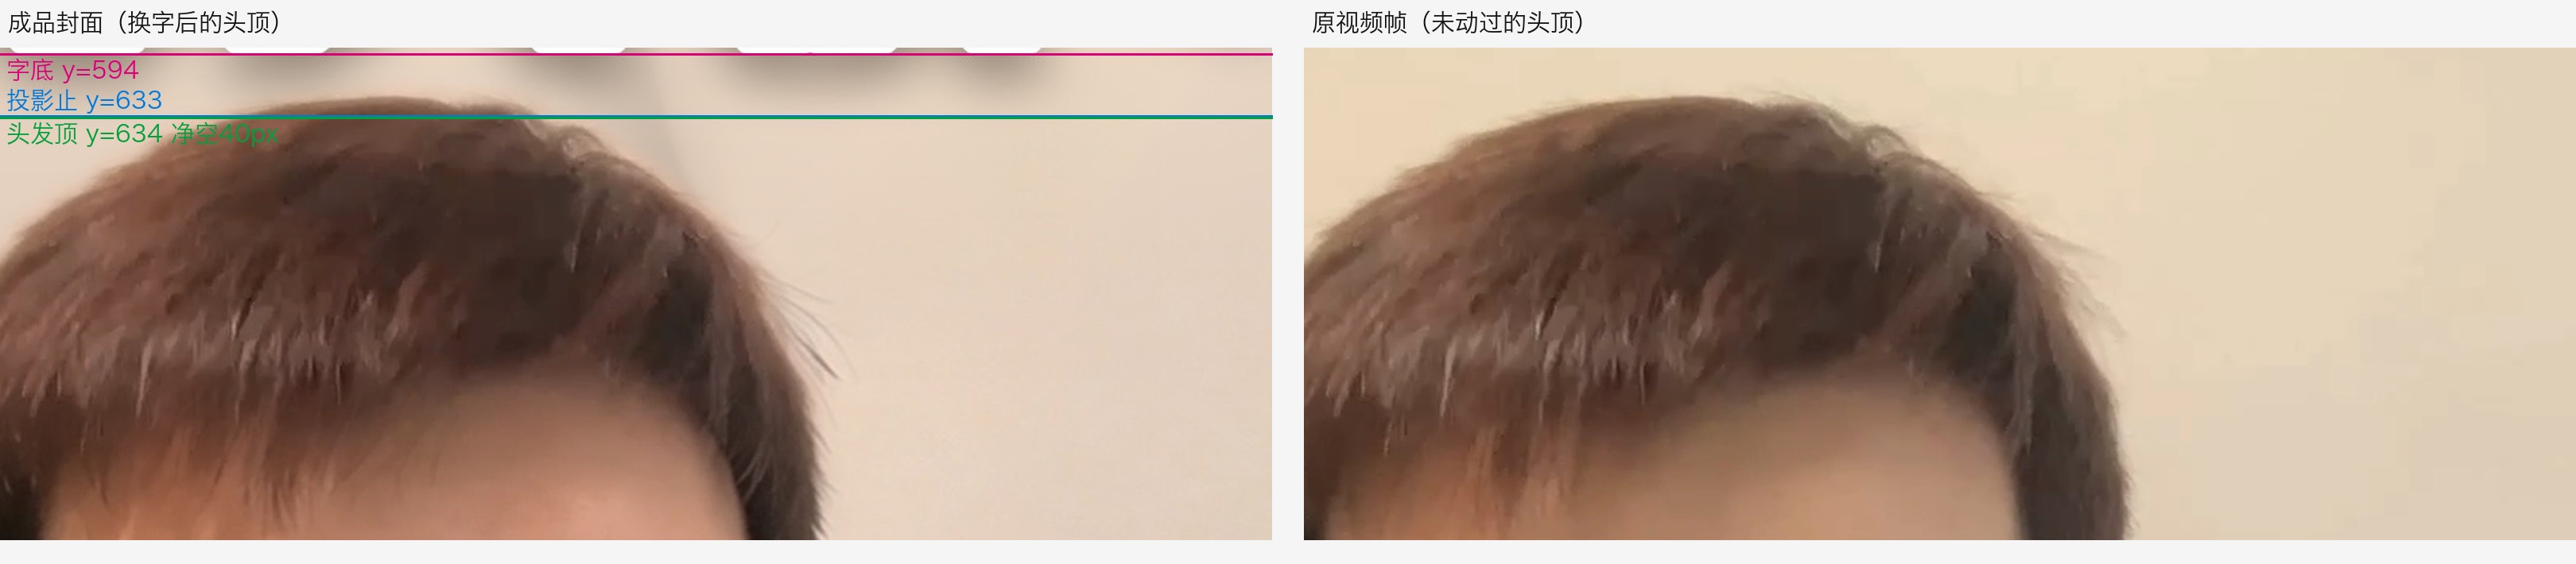 成品封面（换字后的头顶）
字底 y=594
投影止 y=633
头发顶 y=634 净空40px
原视频帧（未动过的头顶）